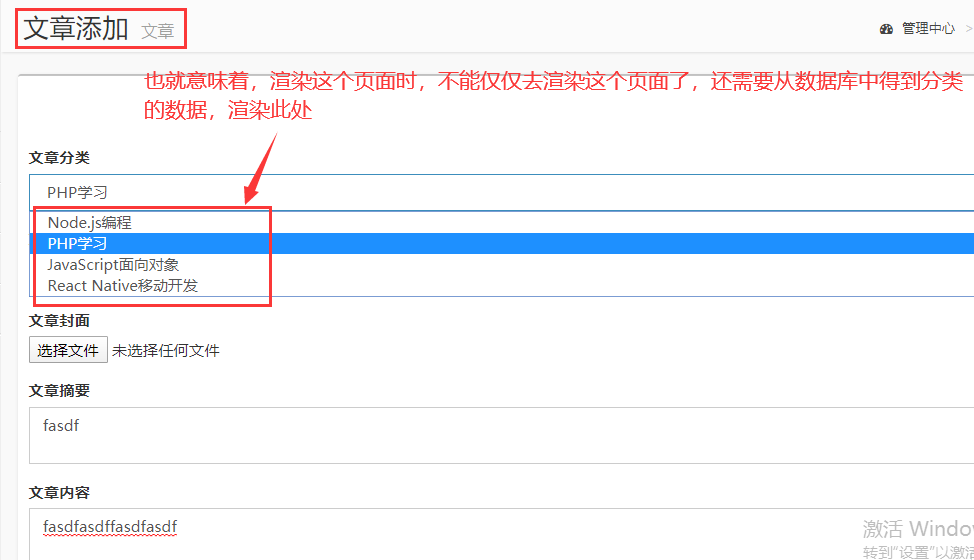 文章添加 文章
管理中心 >
也就意味着，渲染这个页面时，不能仅仅去渲染这个页面了，还需要从数据库中得到分类
的数据，渲染此处
文章分类
PHP学习
Node.js编程
PHP学习
JavaScript面向对象
React Native移动开发
文章封面
选择文件 未选择任何文件
文章摘要
fasdf
文章内容
fasdfasdffasdfasdf
激活 Windov
转到"设置"以激活